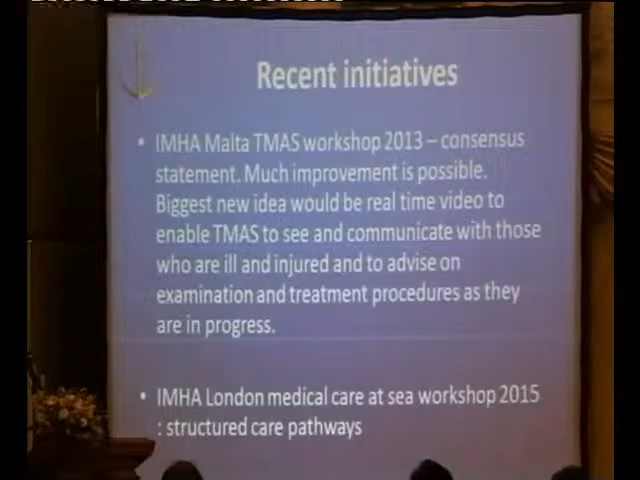 Recent initiatives
• IMHA Malta TMAS workshop 2013 – consensus
statement. Much improvement is possible.
Biggest new idea would be real time video to
enable TMAS to see and communicate with those
who are ill and injured and to advise on
examination and treatment procedures as they
are in progress.
• IMHA London medical care at sea workshop 2015
: structured care pathways